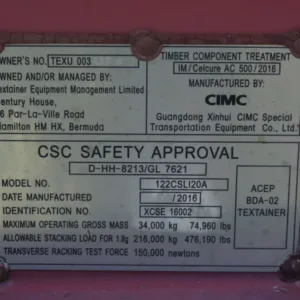 OWNER'S NO. TEXU 003
OWNED AND/OR MANAGED BY:
Textainer Equipment Management Limited
Century House,
16 Par-La-Ville Road
Hamilton HM HX, Bermuda
TIMBER COMPONENT TREATMENT
IM/Celcure AC 500/2016
MANUFACTURED BY:
CIMC
Guangdang Xinhui CIMC Special
Transportation Equipment Co., Ltd.
CSC SAFETY APPROVAL
D-HH-8213/GL 7621
MODEL NO. 122CSLI20A
DATE MANUFACTURED /2016
IDENTIFICATION NO. XCSE 16002
MAXIMUM OPERATING GROSS MASS 34,000 kg 74,960 lbs
ALLOWABLE STACKING LOAD FOR 1.8g 216,000 kg 476,190 lbs
TRANSVERSE RACKING TEST FORCE 150,000 newtons
ACEP
BDA-02
TEXTAINER